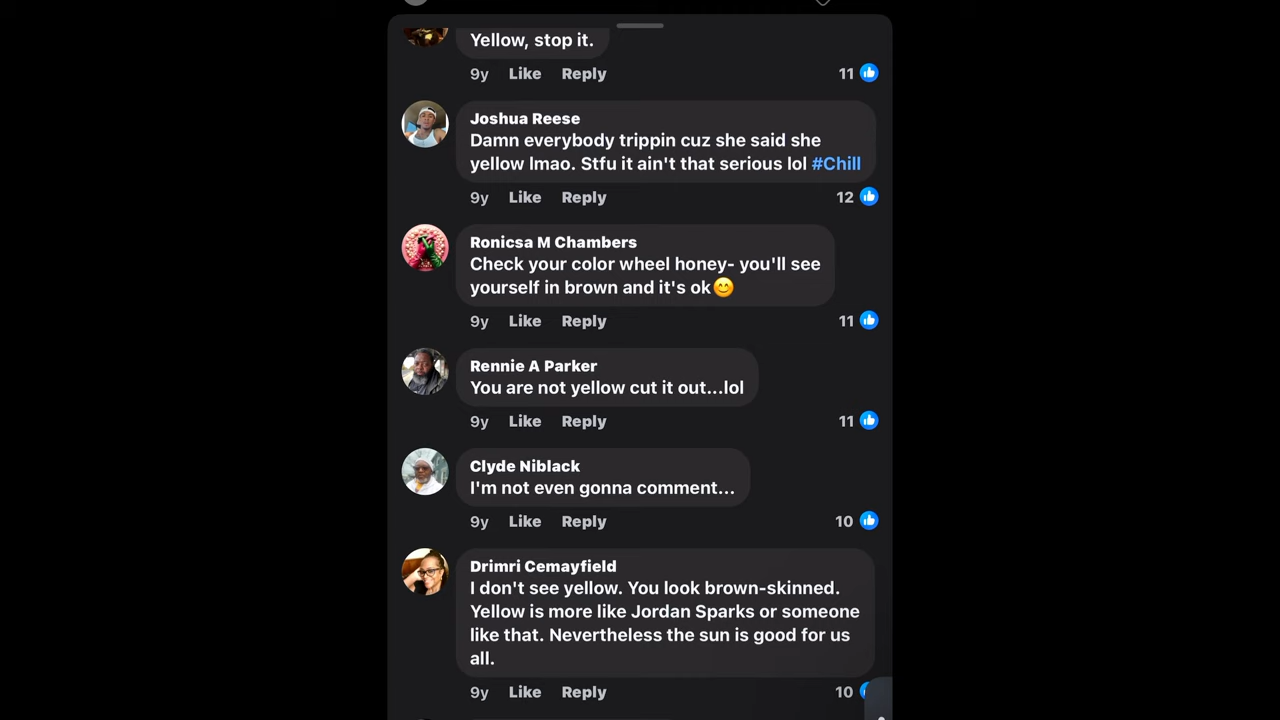 Yellow, stop it.
9y Like Reply 11
Joshua Reese
Damn everybody trippin cuz she said she
yellow lmao. Stfu it ain't that serious lol #Chill
9y Like Reply 12
Ronicsa M Chambers
Check your color wheel honey- you'll see
yourself in brown and it's ok😊
9y Like Reply 11
Rennie A Parker
You are not yellow cut it out...lol
9y Like Reply 11
Clyde Niblack
I'm not even gonna comment...
9y Like Reply 10
Drimri Cemayfield
I don't see yellow. You look brown-skinned.
Yellow is more like Jordan Sparks or someone
like that. Nevertheless the sun is good for us
all.
9y Like Reply 10